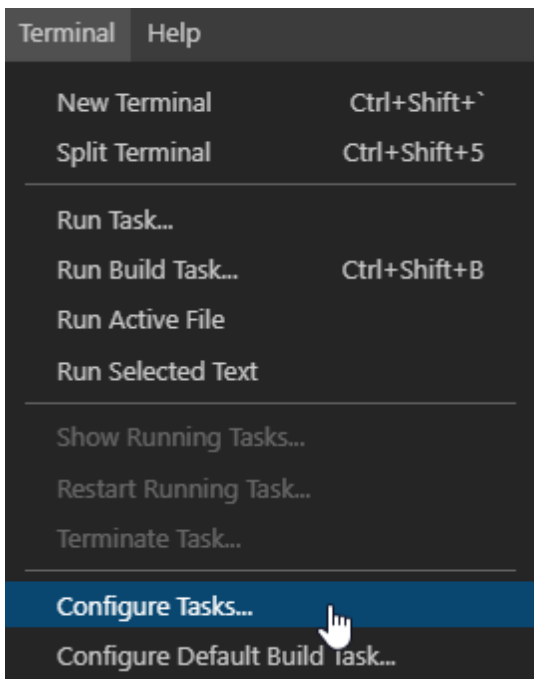 Terminal Help
New Terminal Ctrl+Shift+`
Split Terminal Ctrl+Shift+5
Run Task...
Run Build Task... Ctrl+Shift+B
Run Active File
Run Selected Text
Show Running Tasks...
Restart Running Task...
Terminate Task...
Configure Tasks...
Configure Default Build Task...